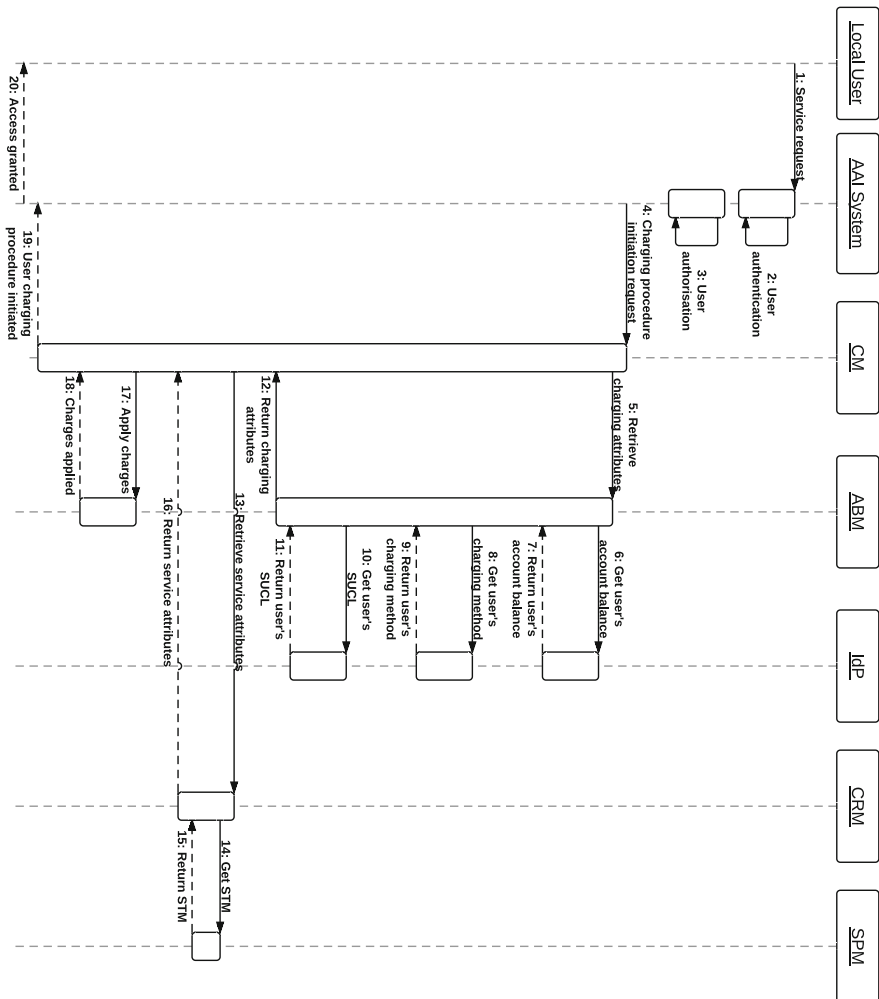 Local User
AAI System
CM
ABM
IdP
CRM
SPM
1: Service request
2: User
authentication
3: User
authorisation
4: Charging procedure
initiation request
5: Retrieve
charging attributes
6: Get user's
account balance
7: Return user's
account balance
8: Get user's
charging method
9: Return user's
charging method
10: Get user's
SUCL
11: Return user's
SUCL
12: Return charging
attributes
13: Retrieve service attributes
14: Get STM
15: Return STM
16: Return service attributes
17: Apply charges
18: Charges applied
19: User charging
procedure initiated
20: Access granted